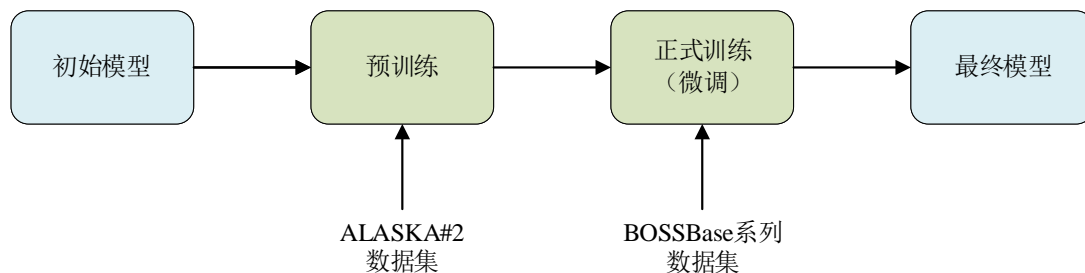 初始模型
预训练
正式训练
（微调）
最终模型
ALASKA#2
数据集
BOSSBase系列
数据集